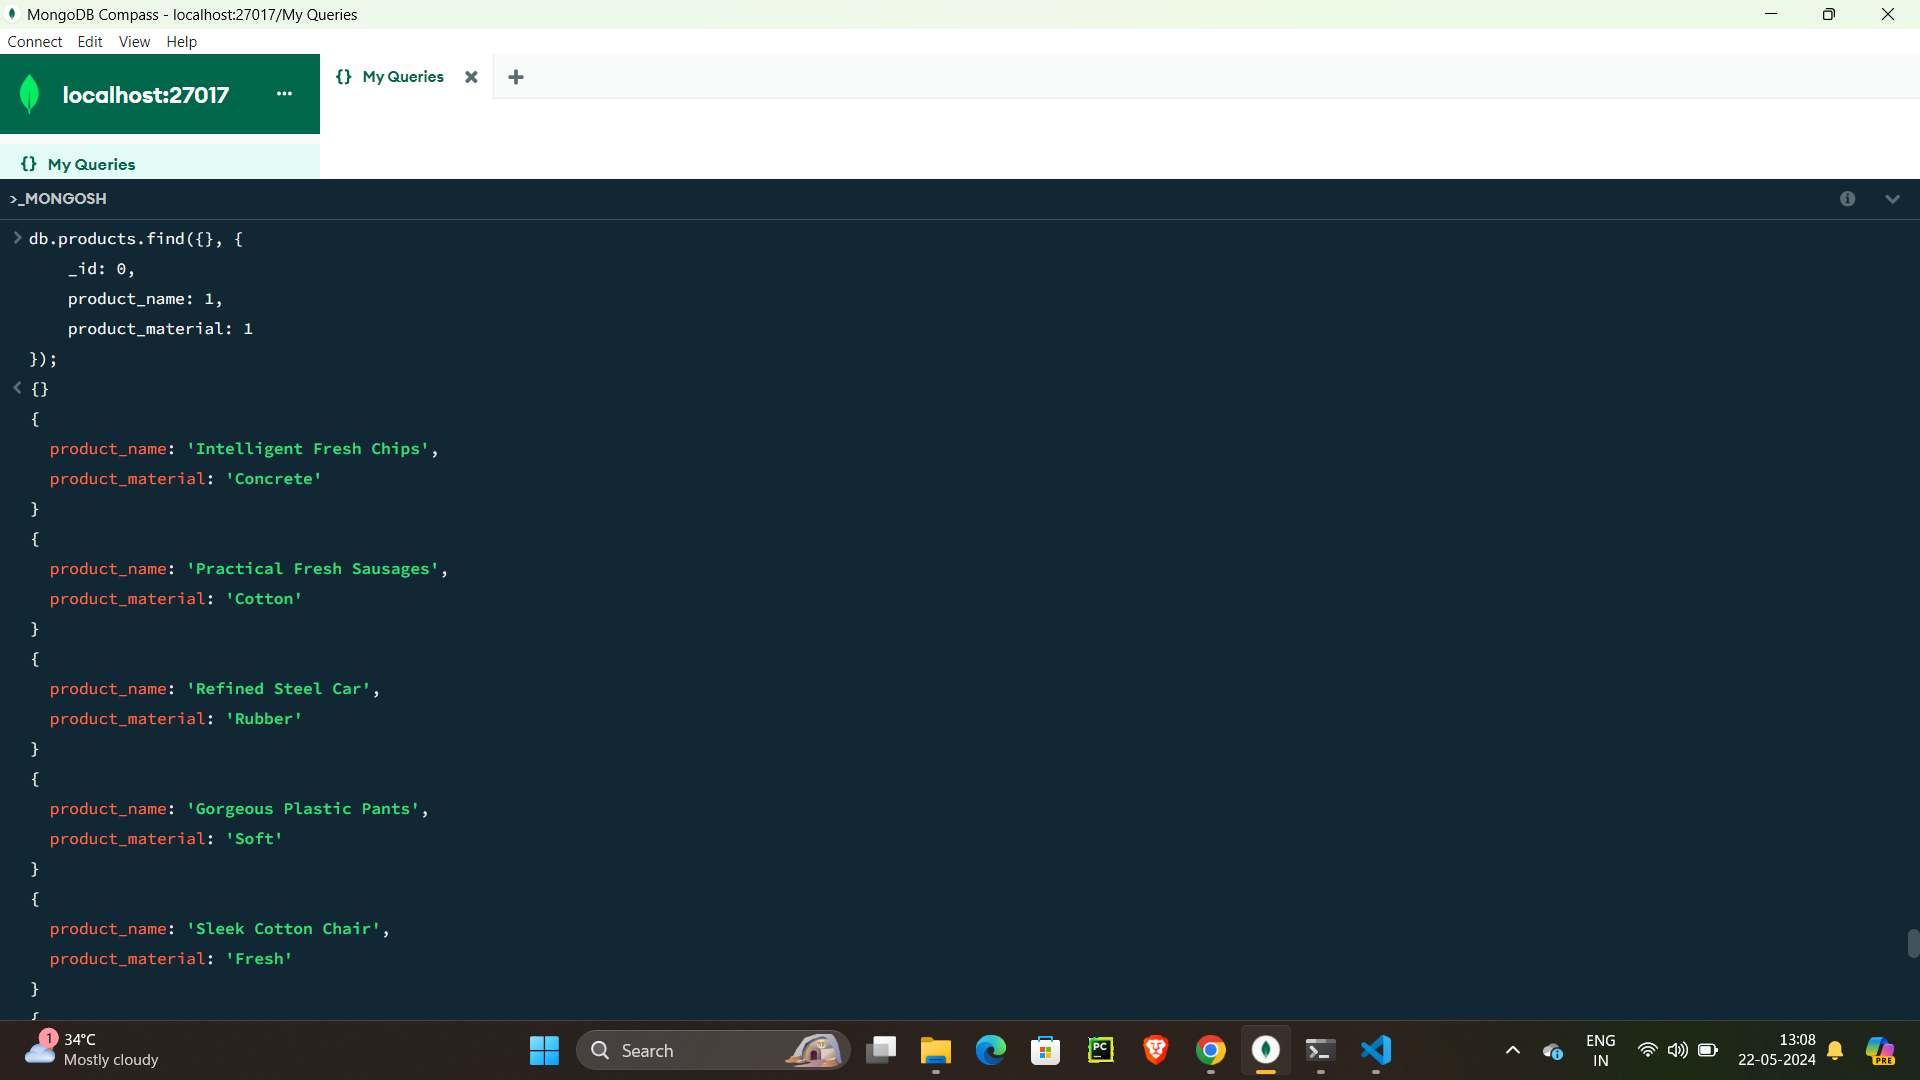 MongoDB Compass - localhost:27017/My Queries
Connect Edit View Help
localhost:27017 ...
{} My Queries
{} My Queries
>_MONGOSH
db.products.find({}, {
_id: 0,
product_name: 1,
product_material: 1
});
{}
{
product_name: 'Intelligent Fresh Chips',
product_material: 'Concrete'
}
{
product_name: 'Practical Fresh Sausages',
product_material: 'Cotton'
}
{
product_name: 'Refined Steel Car',
product_material: 'Rubber'
}
{
product_name: 'Gorgeous Plastic Pants',
product_material: 'Soft'
}
{
product_name: 'Sleek Cotton Chair',
product_material: 'Fresh'
}
{
1
34°C
Mostly cloudy
Search
PC
ENG
IN
13:08
22-05-2024
PRE